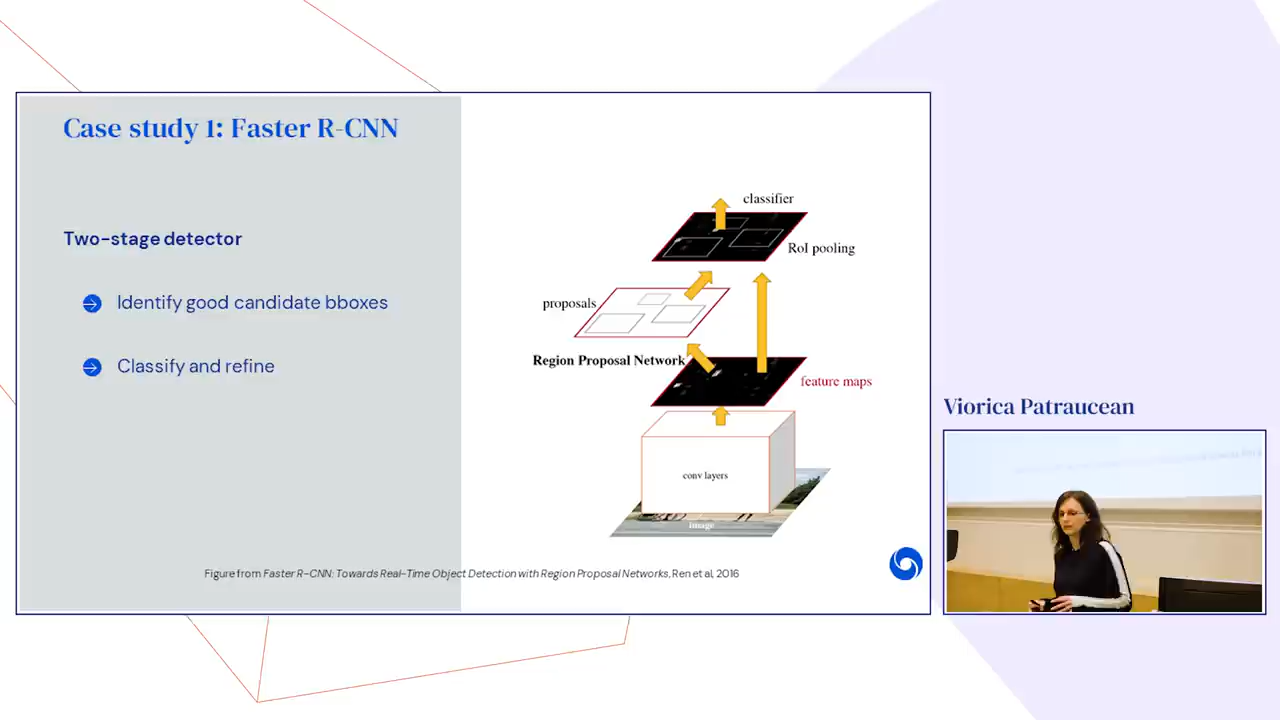 Case study 1: Faster R-CNN
Two-stage detector
Identify good candidate bboxes
Classify and refine
classifier
RoI pooling
proposals
Region Proposal Network
feature maps
conv layers
image
Figure from Faster R-CNN: Towards Real-Time Object Detection with Region Proposal Networks, Ren et al, 2016
Viorica Patraucean